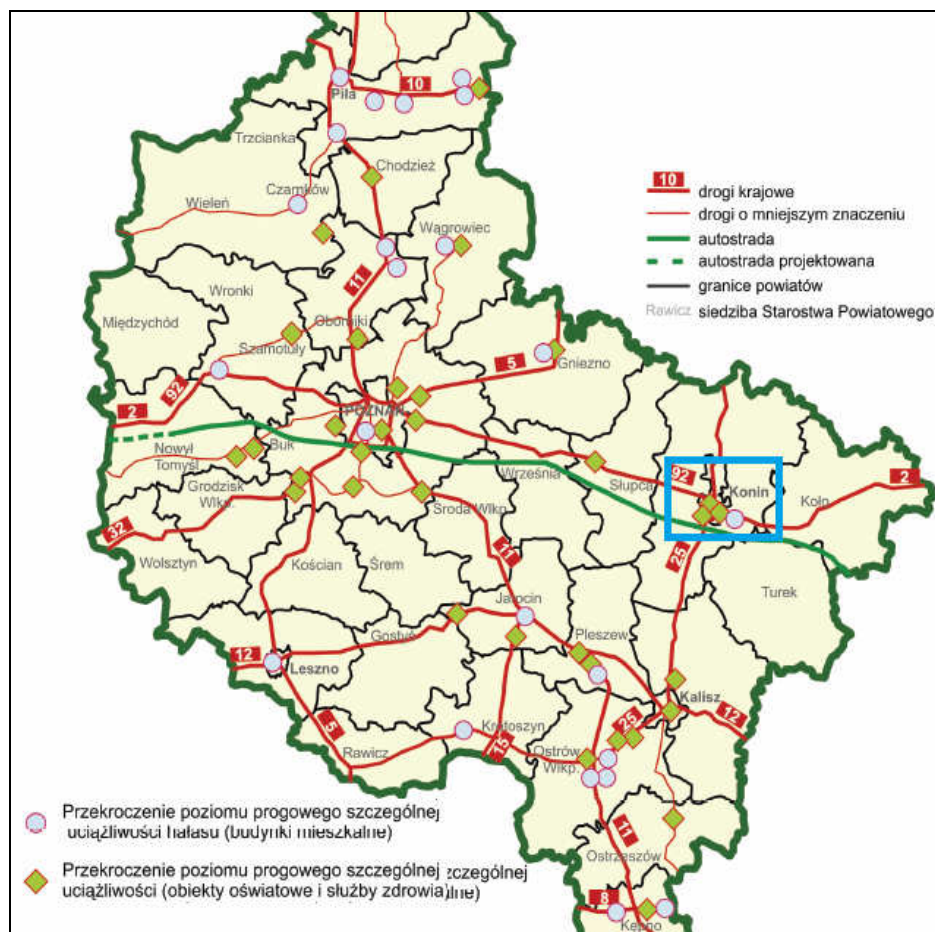 10
Piła
Trzcianka
Chodzież
Czarnków
Wieleń
Wągrowiec
10
drogi krajowe
drogi o mniejszym znaczeniu
autostrada
autostrada projektowana
granice powiatów
Rawicz siedziba Starostwa Powiatowego
11
Wronki
Międzychód
Oborniki
Szamotuły
5
Gniezno
92
2
POZNAŃ
Nowył
Tomyśl
Buk
Września
Słupca
92
Konin
Koło
2
Grodzisk
Wlkp.
Środa Wlkp.
32
Wolsztyn
Kościan
Śrem
11
25
Turek
Jarocin
Gostyń
Pleszew
12
Leszno
Kalisz
12
5
Krotoszyn
25
Rawicz
15
Ostrów
Wlkp.
11
Ostrzeszów
8
Kępno
Przekroczenie poziomu progowego szczególnej
uciążliwości hałasu (budynki mieszkalne)
Przekroczenie poziomu progowego szczególnej :zególnej
uciążliwości (obiekty oświatowe i służby zdrowia) lne)